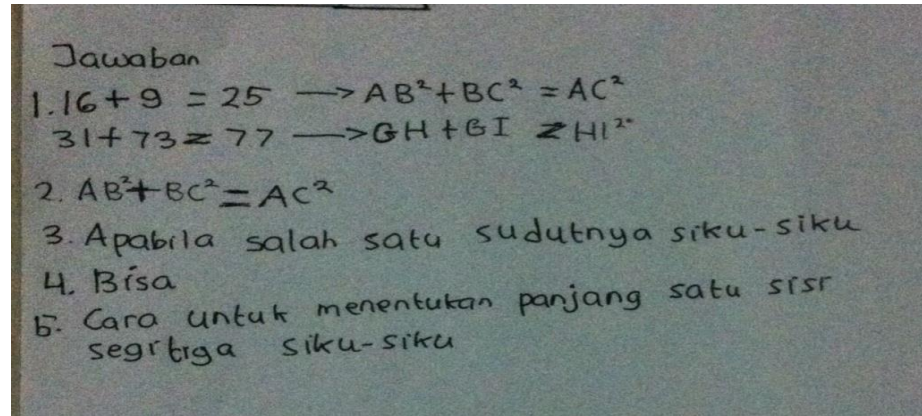 Jawaban
1. 16 + 9 = 25 → AB² + BC² = AC²
31 + 73 ≠ 77 → GH + GI ≠ HI²
2. AB² + BC² = AC²
3. Apabila salah satu sudutnya siku-siku
4. Bisa
5. Cara untuk menentukan panjang satu sisi
segitiga siku-siku